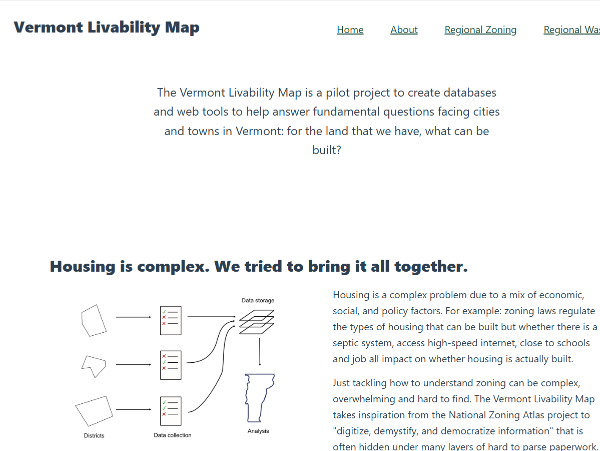 Vermont Livability Map
Home About Regional Zoning Regional Was
The Vermont Livability Map is a pilot project to create databases
and web tools to help answer fundamental questions facing cities
and towns in Vermont: for the land that we have, what can be
built?
Housing is complex. We tried to bring it all together.
Data storage
Districts
Data collection
Analysis
Housing is a complex problem due to a mix of economic,
social, and policy factors. For example: zoning laws regulate
the types of housing that can be built but whether there is a
septic system, access high-speed internet, close to schools
and job all impact on whether housing is actually built.
Just tackling how to understand zoning can be complex,
overwhelming and hard to find. The Vermont Livability Map
takes inspiration from the National Zoning Atlas project to
"digitize, demystify, and democratize information" that is
often hidden under many layers of hard to parse paperwork.